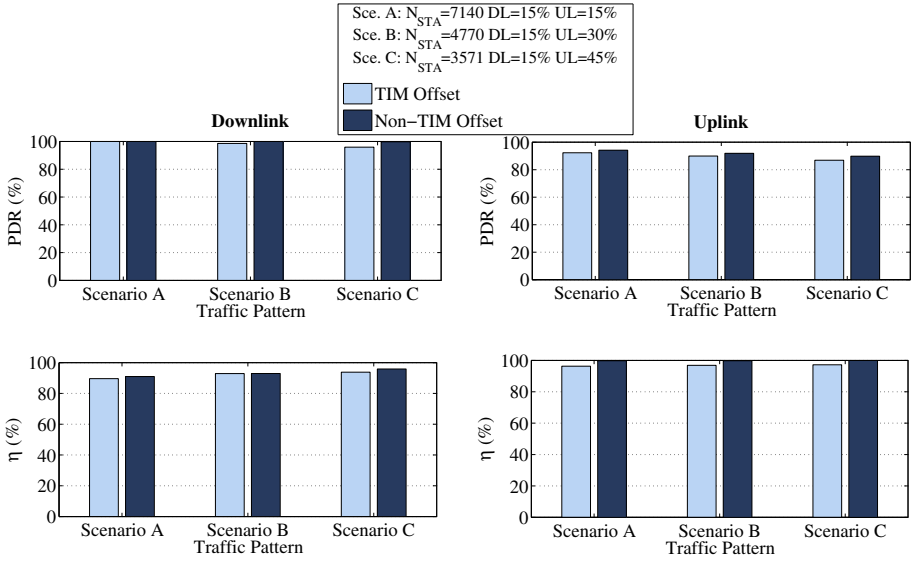 Sce. A: N_STA=7140 DL=15% UL=15%
Sce. B: N_STA=4770 DL=15% UL=30%
Sce. C: N_STA=3571 DL=15% UL=45%
TIM Offset
Non−TIM Offset
Downlink
100
80
60
40
20
0
PDR (%)
Scenario A Scenario B Scenario C
Traffic Pattern
Uplink
100
80
60
40
20
0
PDR (%)
Scenario A Scenario B Scenario C
Traffic Pattern
100
80
60
40
20
0
η (%)
Scenario A Scenario B Scenario C
Traffic Pattern
100
80
60
40
20
0
η (%)
Scenario A Scenario B Scenario C
Traffic Pattern